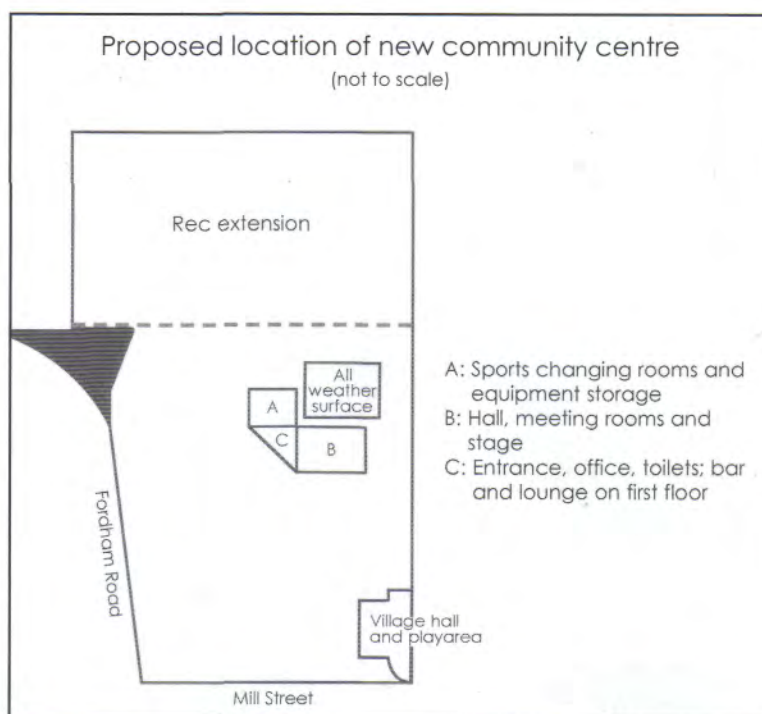 Proposed location of new community centre
(not to scale)
Rec extension
All
weather
surface
A
C
B
A: Sports changing rooms and
equipment storage
B: Hall, meeting rooms and
stage
C: Entrance, office, toilets; bar
and lounge on first floor
Fordham Road
Village hall
and playarea
Mill Street